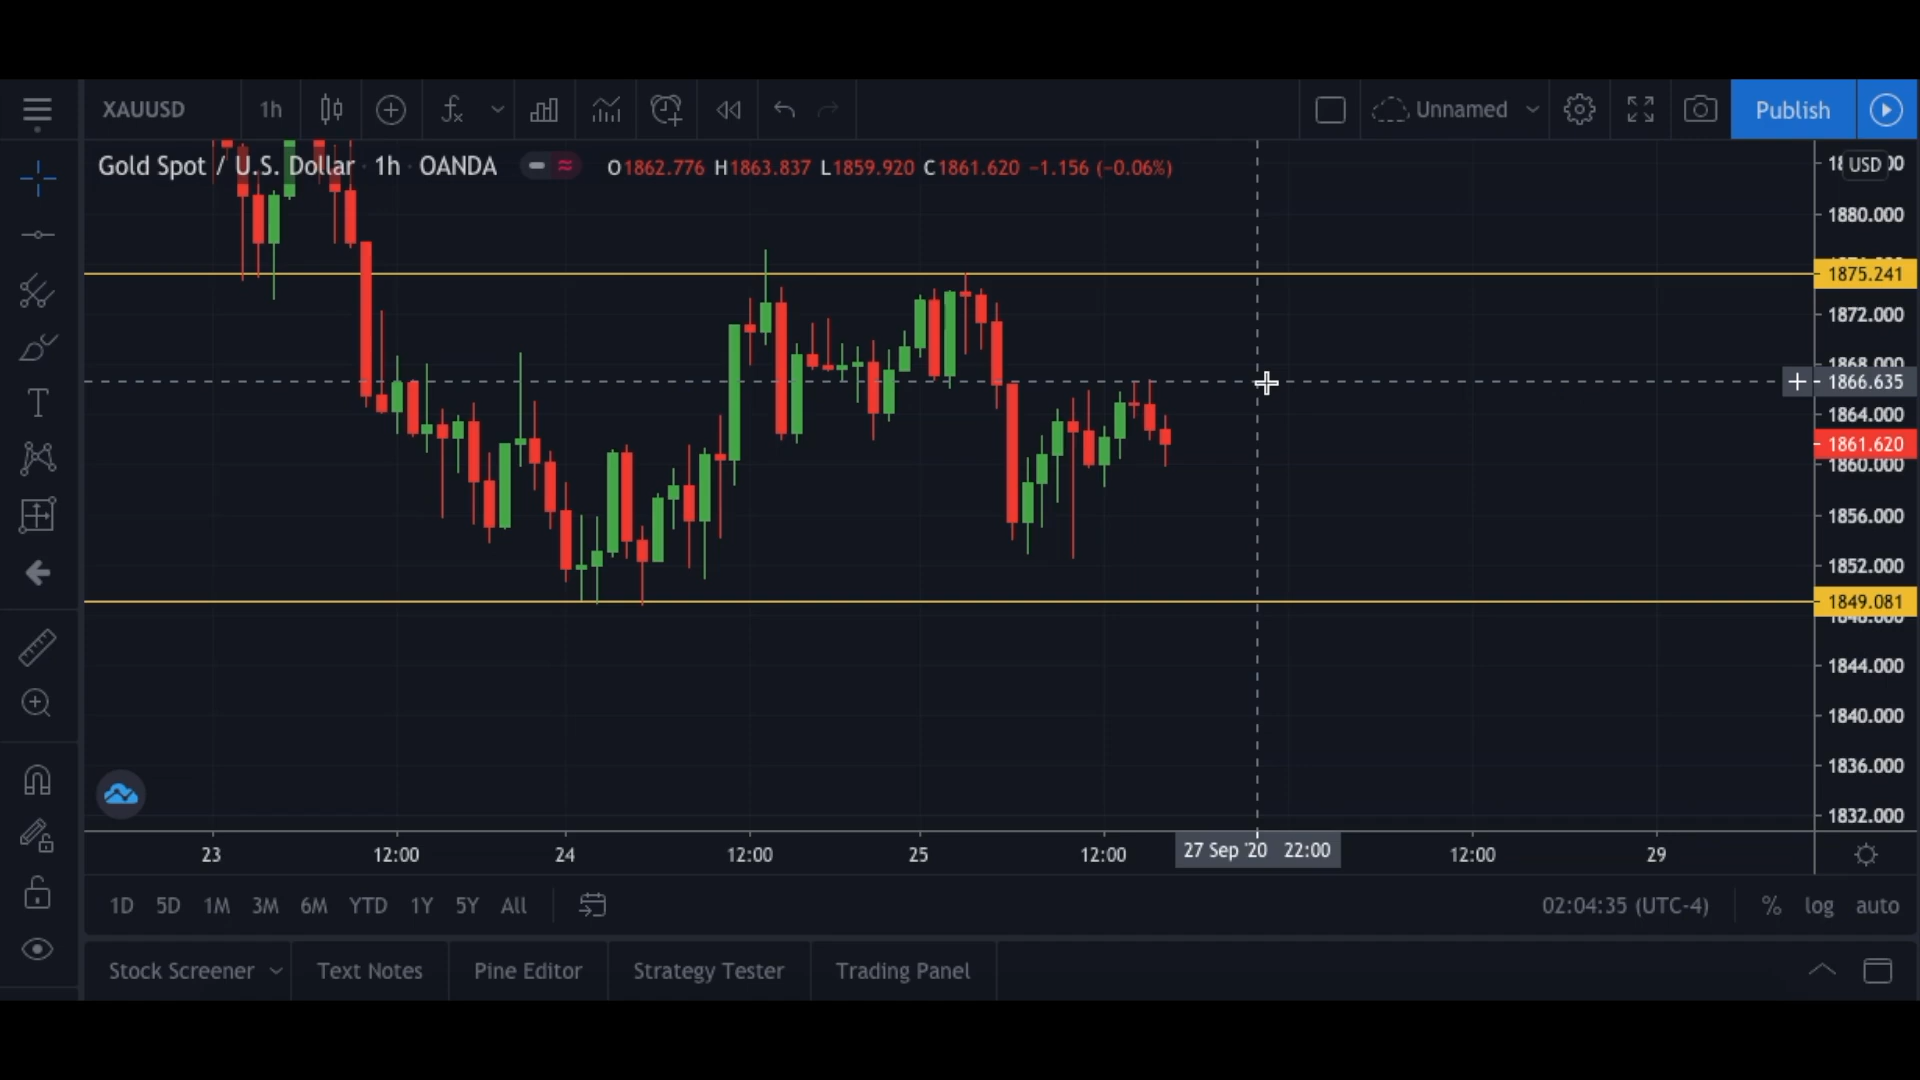 XAUUSD 1h Unnamed Publish
Gold Spot / U.S. Dollar · 1h · OANDA O1862.776 H1863.837 L1859.920 C1861.620 −1.156 (−0.06%)
USD
1880.000
1875.241
1872.000
1868.000
1866.635
1864.000
1861.620
1860.000
1856.000
1852.000
1849.081
1844.000
1840.000
1836.000
1832.000
23 12:00 24 12:00 25 12:00 27 Sep '20 22:00 12:00 29
1D 5D 1M 3M 6M YTD 1Y 5Y All 02:04:35 (UTC-4) % log auto
Stock Screener Text Notes Pine Editor Strategy Tester Trading Panel